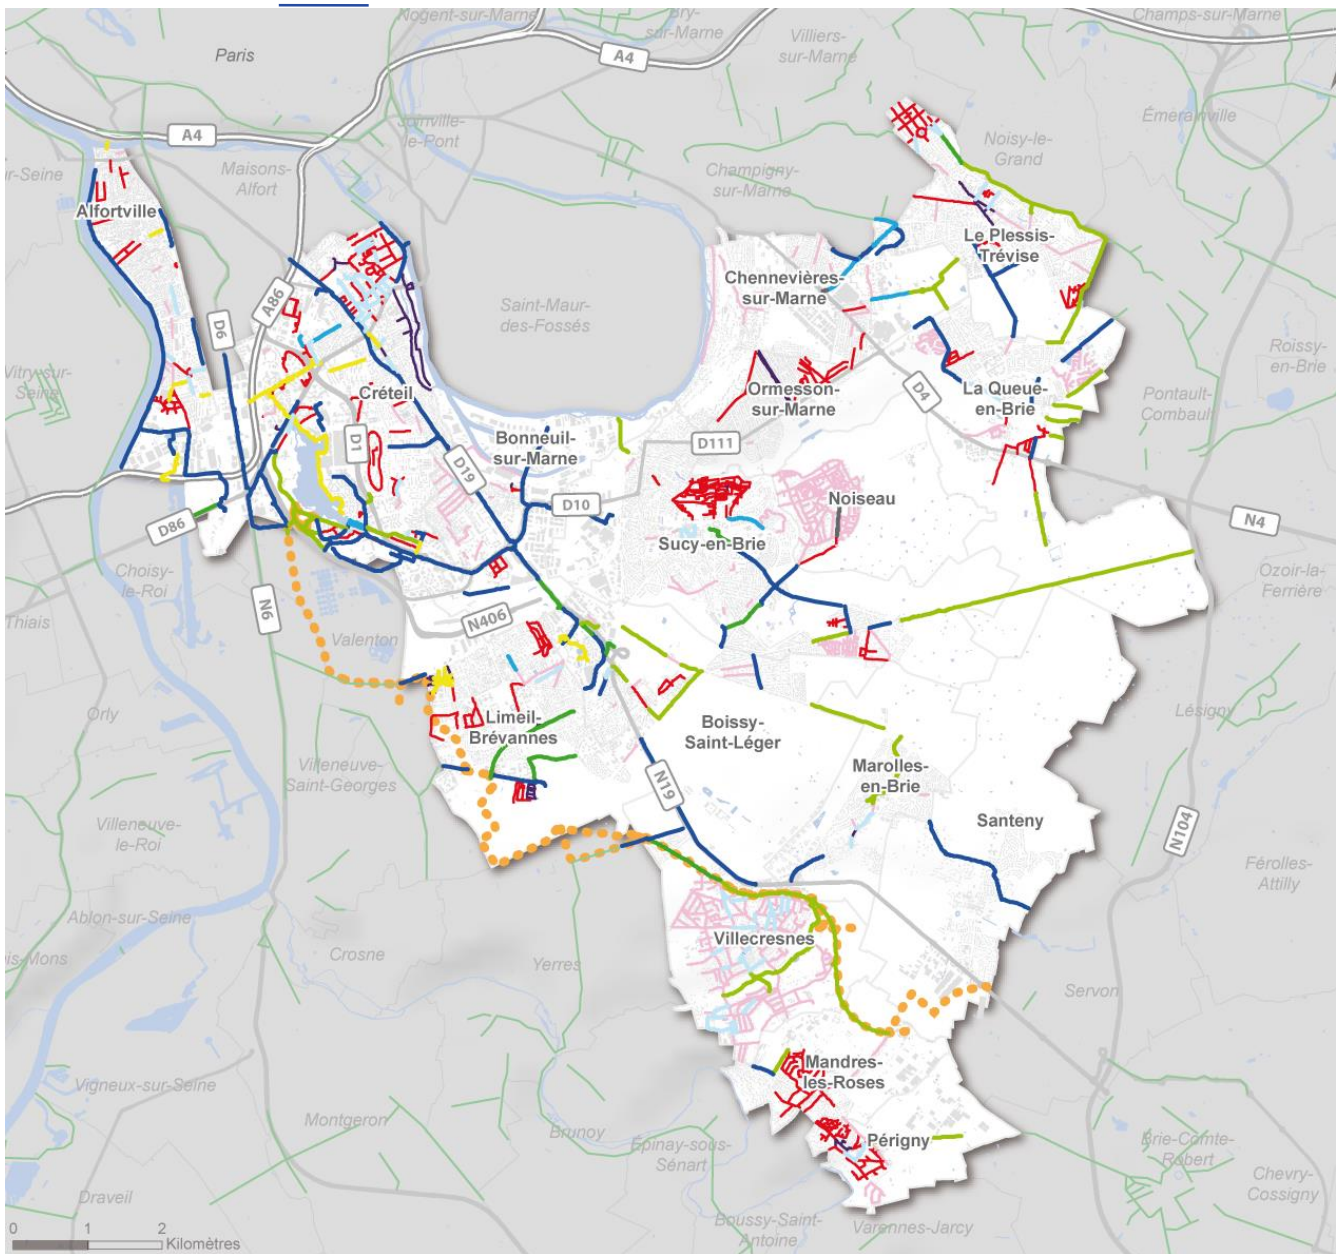 Nogent-sur-Marne
Bry-
sur-Marne
Champs-sur-Marne
Paris
Villiers-
sur-Marne
A4
A4
Joinville-
le-Pont
Émerainville
Noisy-le-
Grand
Maisons-
Alfort
Champigny-
sur-Marne
Alfortville
Le Plessis-
Trévise
A86
D6
Saint-Maur-
des-Fossés
Chennevières-
sur-Marne
Roissy-
en-Brie
Vitry-sur-
Seine
Créteil
Ormesson-
sur-Marne
D4
La Queue-
en-Brie
Pontault-
Combault
D1
D19
Bonneuil-
sur-Marne
D111
D10
Noiseau
N4
D86
Sucy-en-Brie
Choisy-
le-Roi
Ozoir-la-
Ferrière
Thiais
N6
N406
Valenton
Orly
Limeil-
Brévannes
Boissy-
Saint-Léger
Lésigny
Villeneuve-
Saint-Georges
N19
Marolles-
en-Brie
Santeny
Villeneuve-
le-Roi
N104
Férolles-
Attilly
Ablon-sur-Seine
Villecresnes
Crosne
Yerres
Servon
Mandres-
les-Roses
Vigneux-sur-Seine
Montgeron
Brunoy
Épinay-sous-
Sénart
Périgny
Brie-Comte-
Robert
Chevry-
Cossigny
Draveil
Boussy-Saint-
Antoine
Varennes-Jarcy
0 1 2
Kilomètres